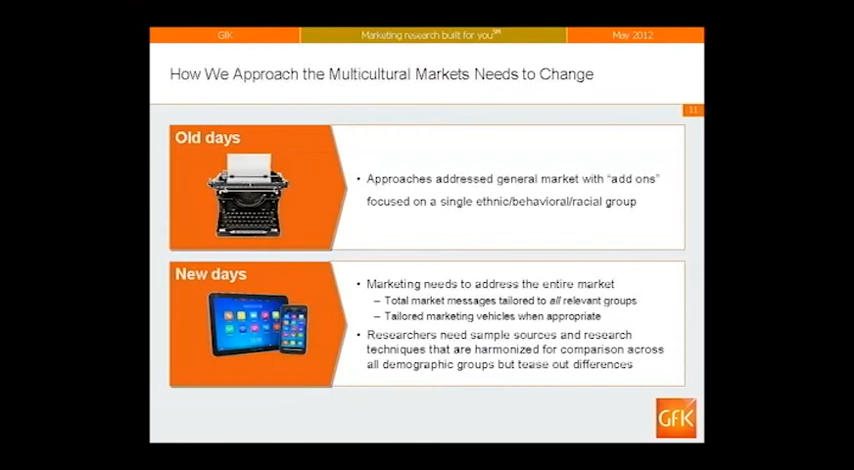 GfK
Marketing research built for you℠
May 2012
How We Approach the Multicultural Markets Needs to Change
11
Old days
• Approaches addressed general market with “add ons”
focused on a single ethnic/behavioral/racial group
New days
• Marketing needs to address the entire market
– Total market messages tailored to all relevant groups
– Tailored marketing vehicles when appropriate
• Researchers need sample sources and research
techniques that are harmonized for comparison across
all demographic groups but tease out differences
GfK